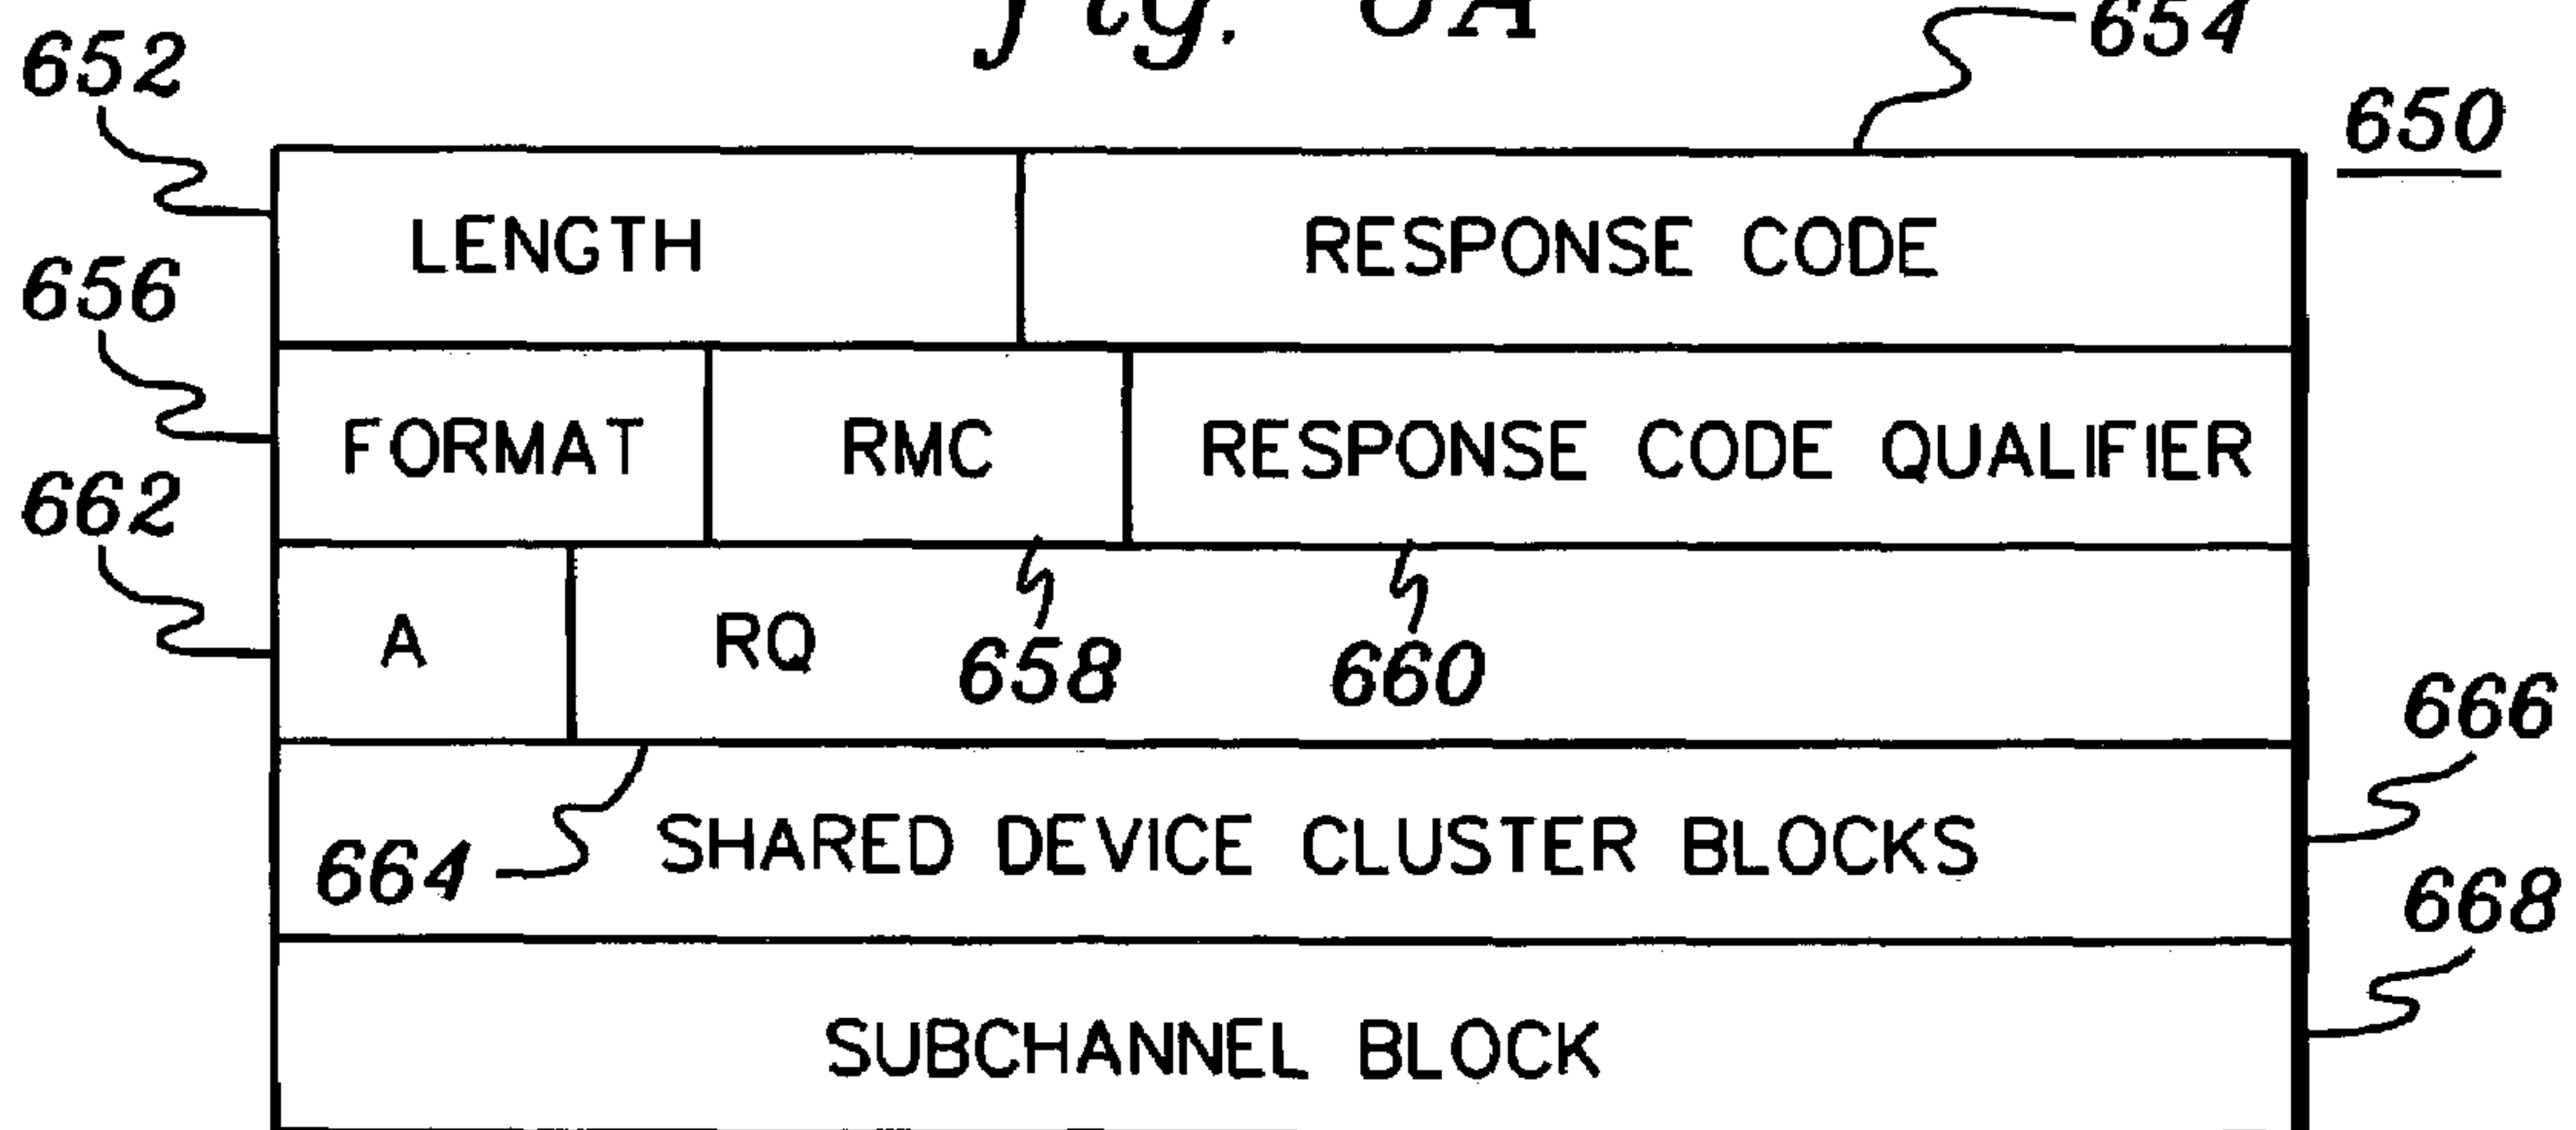 654
652
650
LENGTH RESPONSE CODE
656
FORMAT RMC RESPONSE CODE QUALIFIER
662
A RQ 658 660
666
664 SHARED DEVICE CLUSTER BLOCKS
668
SUBCHANNEL BLOCK